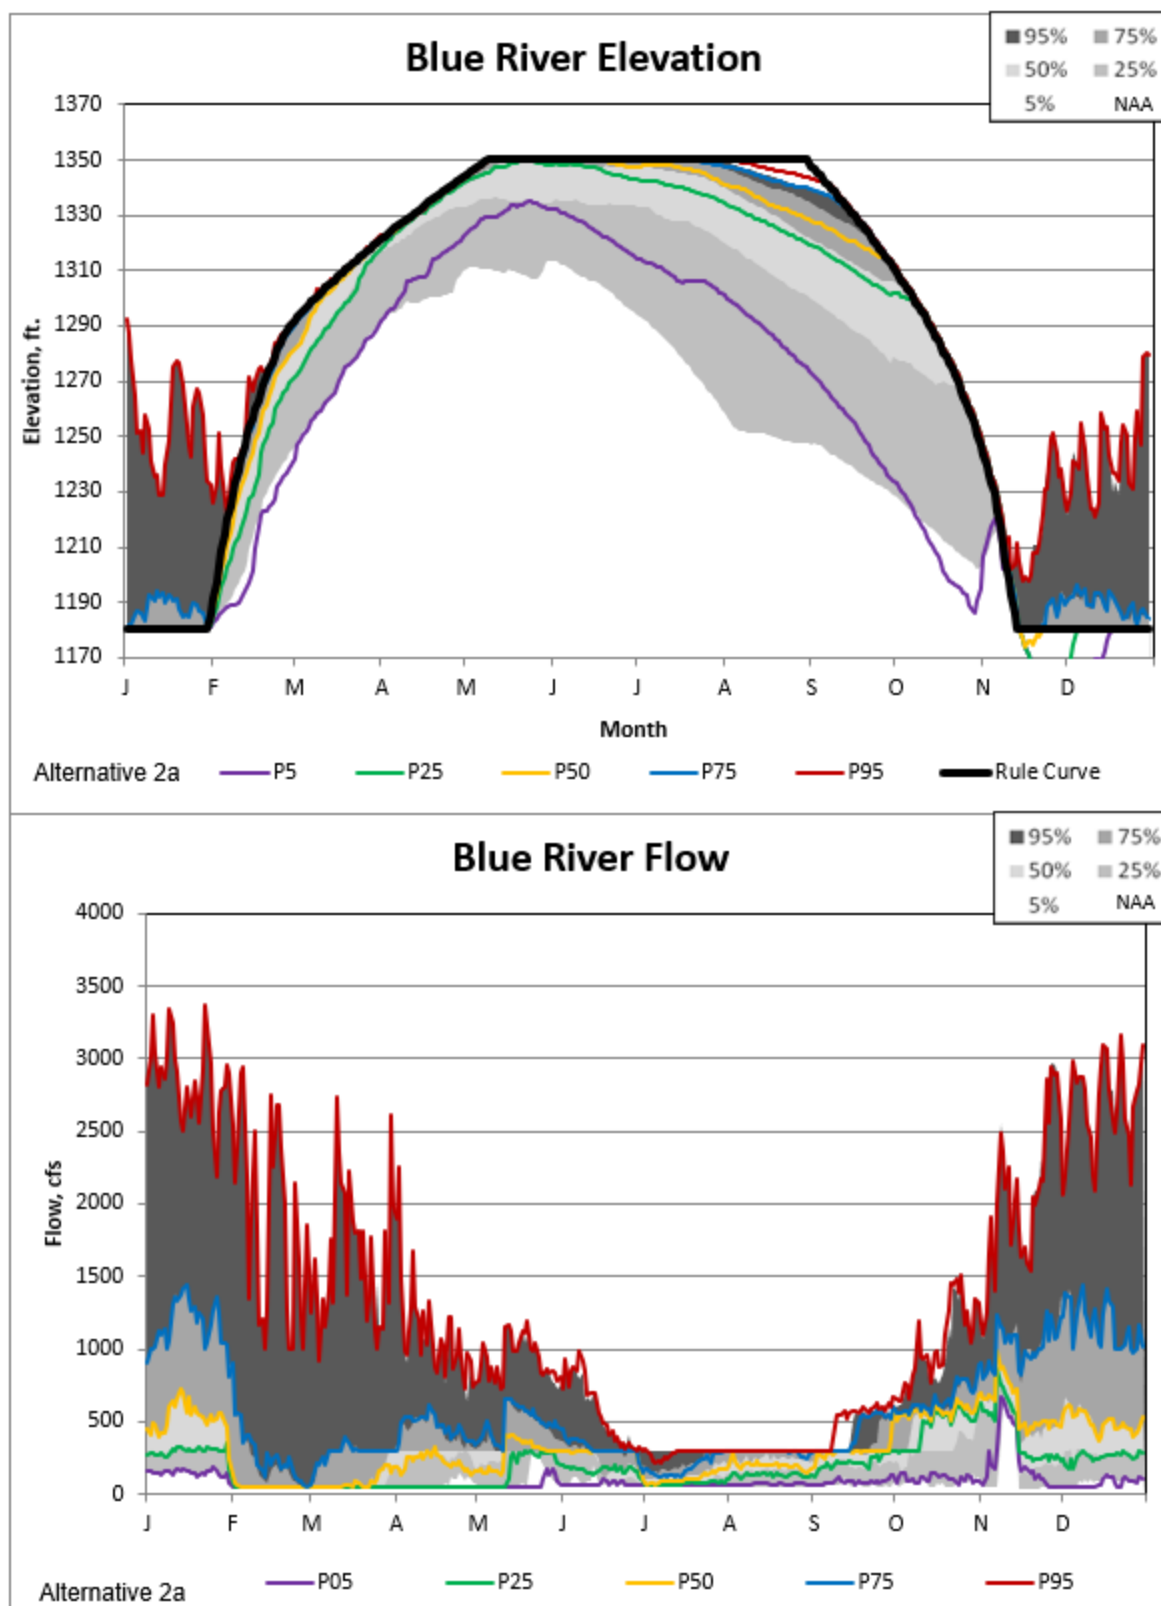 Blue River Elevation
95% 75%
50% 25%
5% NAA
1370
1350
1330
1310
1290
1270
1250
1230
1210
1190
1170
Elevation, ft.
J F M A M J J A S O N D
Month
Alternative 2a P5 P25 P50 P75 P95 Rule Curve
Blue River Flow
95% 75%
50% 25%
5% NAA
4000
3500
3000
2500
2000
1500
1000
500
0
Flow, cfs
J F M A M J J A S O N D
Alternative 2a P05 P25 P50 P75 P95